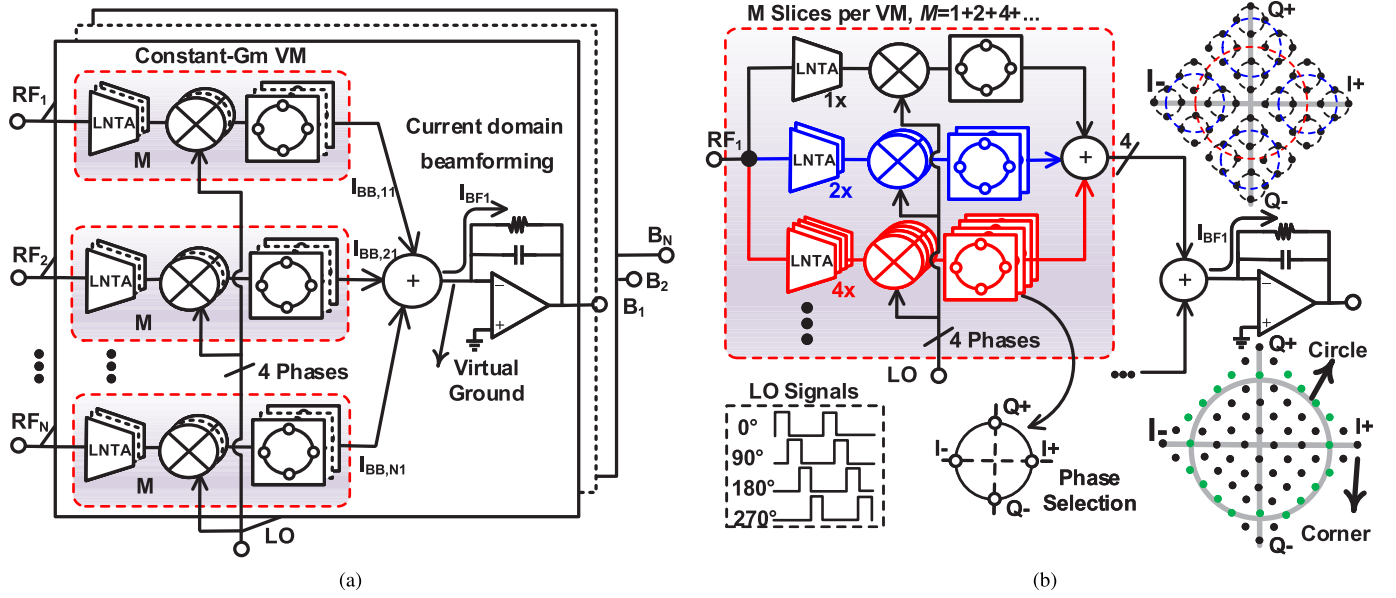 Constant-Gm VM
RF1
LNTA
M
IBB,11
Current domain
beamforming
IBF1
RF2
LNTA
M
IBB,21
+
−
+
BN
B2
B1
4 Phases
Virtual
Ground
RFN
LNTA
M
IBB,N1
LO
(a)
M Slices per VM, M=1+2+4+...
LNTA
1x
RF1
LNTA
2x
LNTA
4x
+
4
4 Phases
LO
LO Signals
0°
90°
180°
270°
Q+
I-
I+
Q-
Phase
Selection
Q+
I-
I+
Q-
IBF1
+
−
+
Q+
Circle
I-
I+
Q-
Corner
(b)